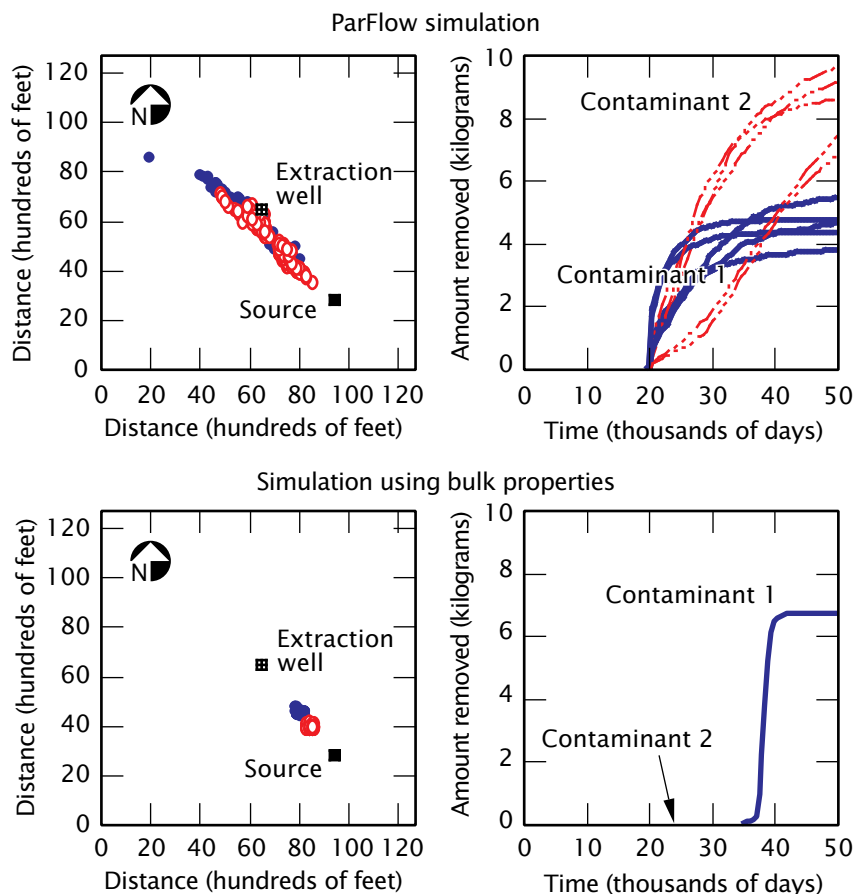 ParFlow simulation
Distance (hundreds of feet)
120
100
80
60
40
20
0
N
Extraction
well
Source
0 20 40 60 80 100 120
Distance (hundreds of feet)
Amount removed (kilograms)
10
8
6
4
2
0
Contaminant 2
Contaminant 1
0 10 20 30 40 50
Time (thousands of days)
Simulation using bulk properties
Distance (hundreds of feet)
120
100
80
60
40
20
0
N
Extraction
well
Source
0 20 40 60 80 100 120
Distance (hundreds of feet)
Amount removed (kilograms)
10
8
6
4
2
0
Contaminant 1
Contaminant 2
0 10 20 30 40 50
Time (thousands of days)